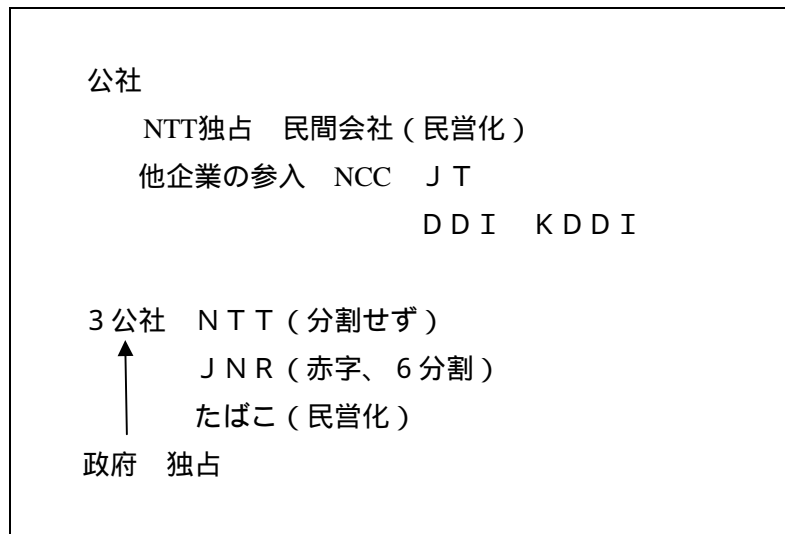 公社
NTT独占　民間会社（民営化）
他企業の参入　NCC　ＪＴ
ＤＤＩ　ＫＤＤＩ
３公社　ＮＴＴ（分割せず）
ＪＮＲ（赤字、６分割）
たばこ（民営化）
政府　独占